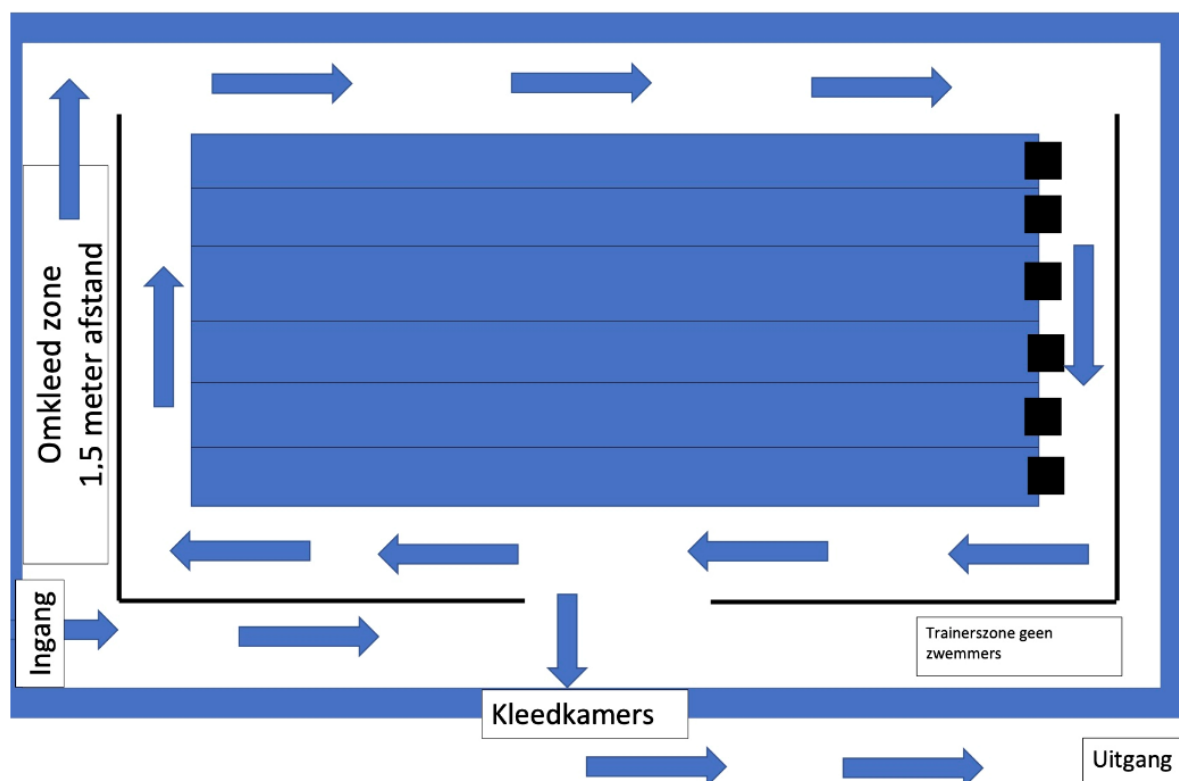 Omkleed zone
1,5 meter afstand
Ingang
Trainerszone geen
zwemmers
Kleedkamers
Uitgang